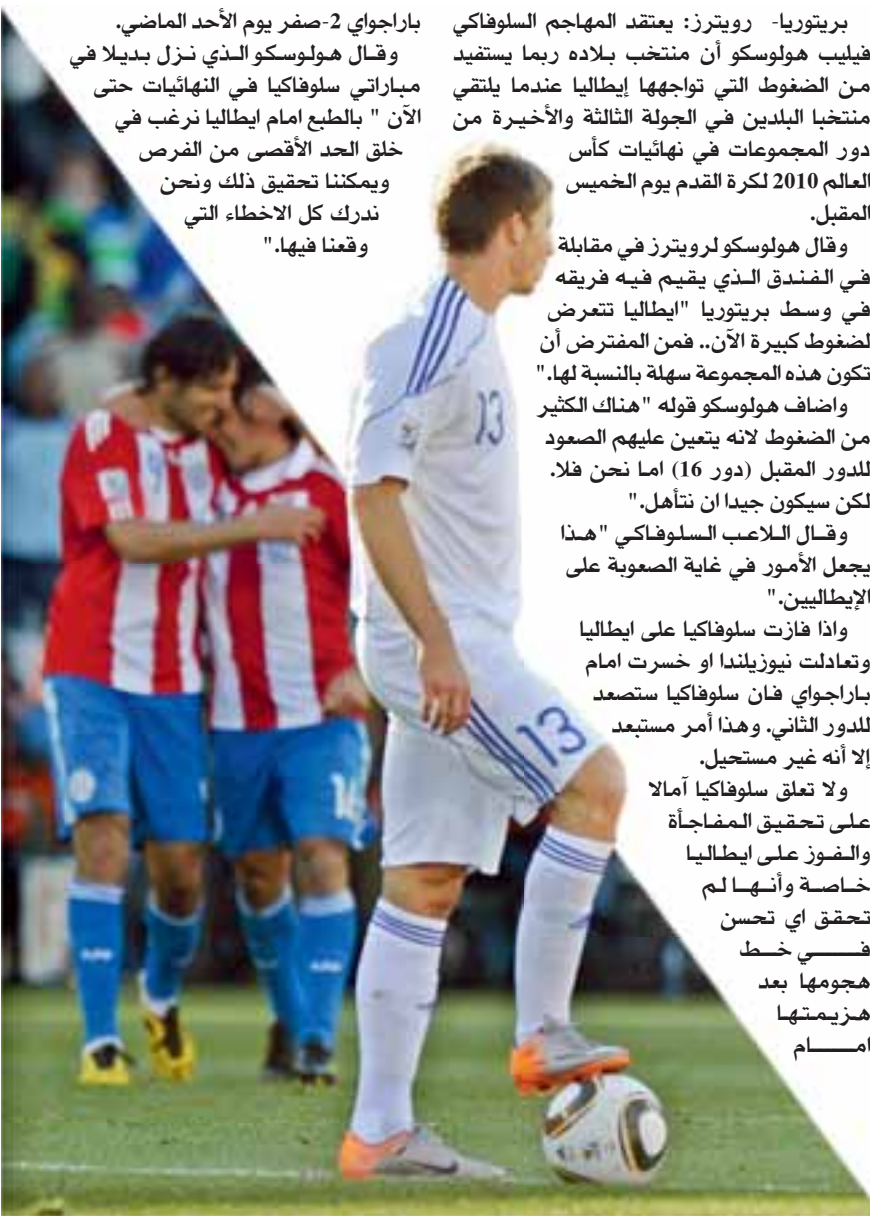 بريتوريا- رويترز: يعتقد المهاجم السلوفاكي
فيليب هولوسكو أن منتخب بلاده ربما يستفيد
من الضغوط التي تواجهها إيطاليا عندما يلتقي
منتخبا البلدين في الجولة الثالثة والأخيرة من
دور المجموعات في نهائيات كأس
العالم 2010 لكرة القدم يوم الخميس
المقبل.
وقال هولوسكو لرويترز في مقابلة
في الفندق الذي يقيم فيه فريقه
في وسط بريتوريا "ايطاليا تتعرض
لضغوط كبيرة الآن.. فمن المفترض أن
تكون هذه المجموعة سهلة بالنسبة لها."
واضاف هولوسكو قوله "هناك الكثير
من الضغوط لانه يتعين عليهم الصعود
للدور المقبل (دور 16) اما نحن فلا.
لكن سيكون جيدا ان نتأهل."
وقال اللاعب السلوفاكي "هذا
يجعل الأمور في غاية الصعوبة على
الإيطاليين."
واذا فازت سلوفاكيا على ايطاليا
وتعادلت نيوزيلندا او خسرت امام
باراجواي فان سلوفاكيا ستصعد
للدور الثاني. وهذا أمر مستبعد
إلا أنه غير مستحيل.
ولا تعلق سلوفاكيا آمالا
على تحقيق المفاجأة
والفوز على ايطاليا
خاصة وأنها لم
تحقق اي تحسن
في خط
هجومها بعد
هزيمتها
امام
باراجواي 2-صفر يوم الأحد الماضي.
وقال هولوسكو الذي نزل بديلا في
مباراتي سلوفاكيا في النهائيات حتى
الآن " بالطبع امام ايطاليا نرغب في
خلق الحد الأقصى من الفرص
ويمكننا تحقيق ذلك ونحن
ندرك كل الاخطاء التي
وقعنا فيها."
13
13